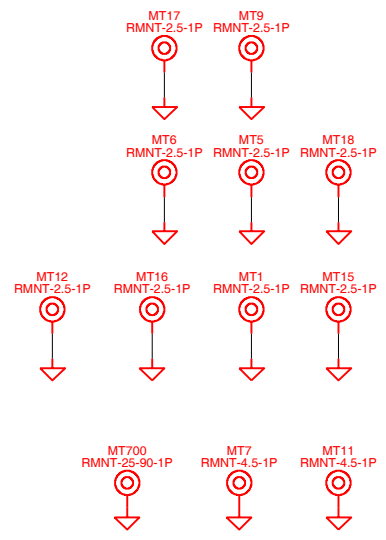 MT17 MT9
RMNT-2.5-1P RMNT-2.5-1P
MT6 MT5 MT18
RMNT-2.5-1P RMNT-2.5-1P RMNT-2.5-1P
MT12 MT16 MT1 MT15
RMNT-2.5-1P RMNT-2.5-1P RMNT-2.5-1P RMNT-2.5-1P
MT700 MT7 MT11
RMNT-25-90-1P RMNT-4.5-1P RMNT-4.5-1P